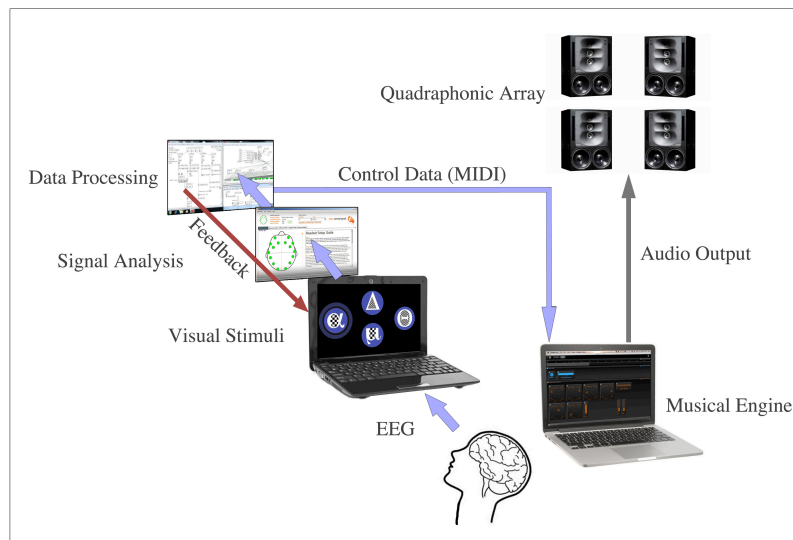 Quadraphonic Array
Data Processing
Control Data (MIDI)
Feedback
Signal Analysis
Audio Output
Visual Stimuli
α
μ
Musical Engine
EEG